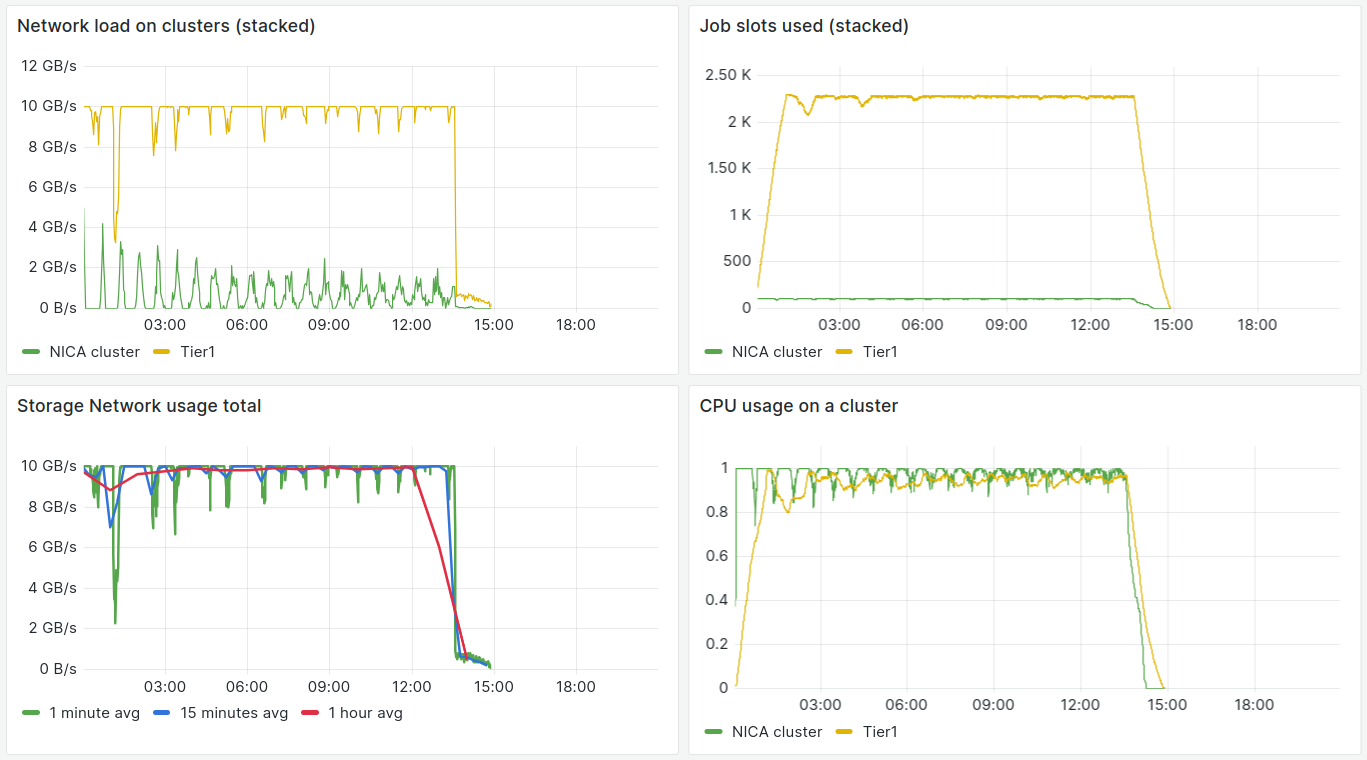 Network load on clusters (stacked)
12 GB/s
10 GB/s
8 GB/s
6 GB/s
4 GB/s
2 GB/s
0 B/s
03:00 06:00 09:00 12:00 15:00 18:00
NICA cluster Tier1
Job slots used (stacked)
2.50 K
2 K
1.50 K
1 K
500
0
03:00 06:00 09:00 12:00 15:00 18:00
NICA cluster Tier1
Storage Network usage total
10 GB/s
8 GB/s
6 GB/s
4 GB/s
2 GB/s
0 B/s
03:00 06:00 09:00 12:00 15:00 18:00
1 minute avg 15 minutes avg 1 hour avg
CPU usage on a cluster
1
0.8
0.6
0.4
0.2
0
03:00 06:00 09:00 12:00 15:00 18:00
NICA cluster Tier1